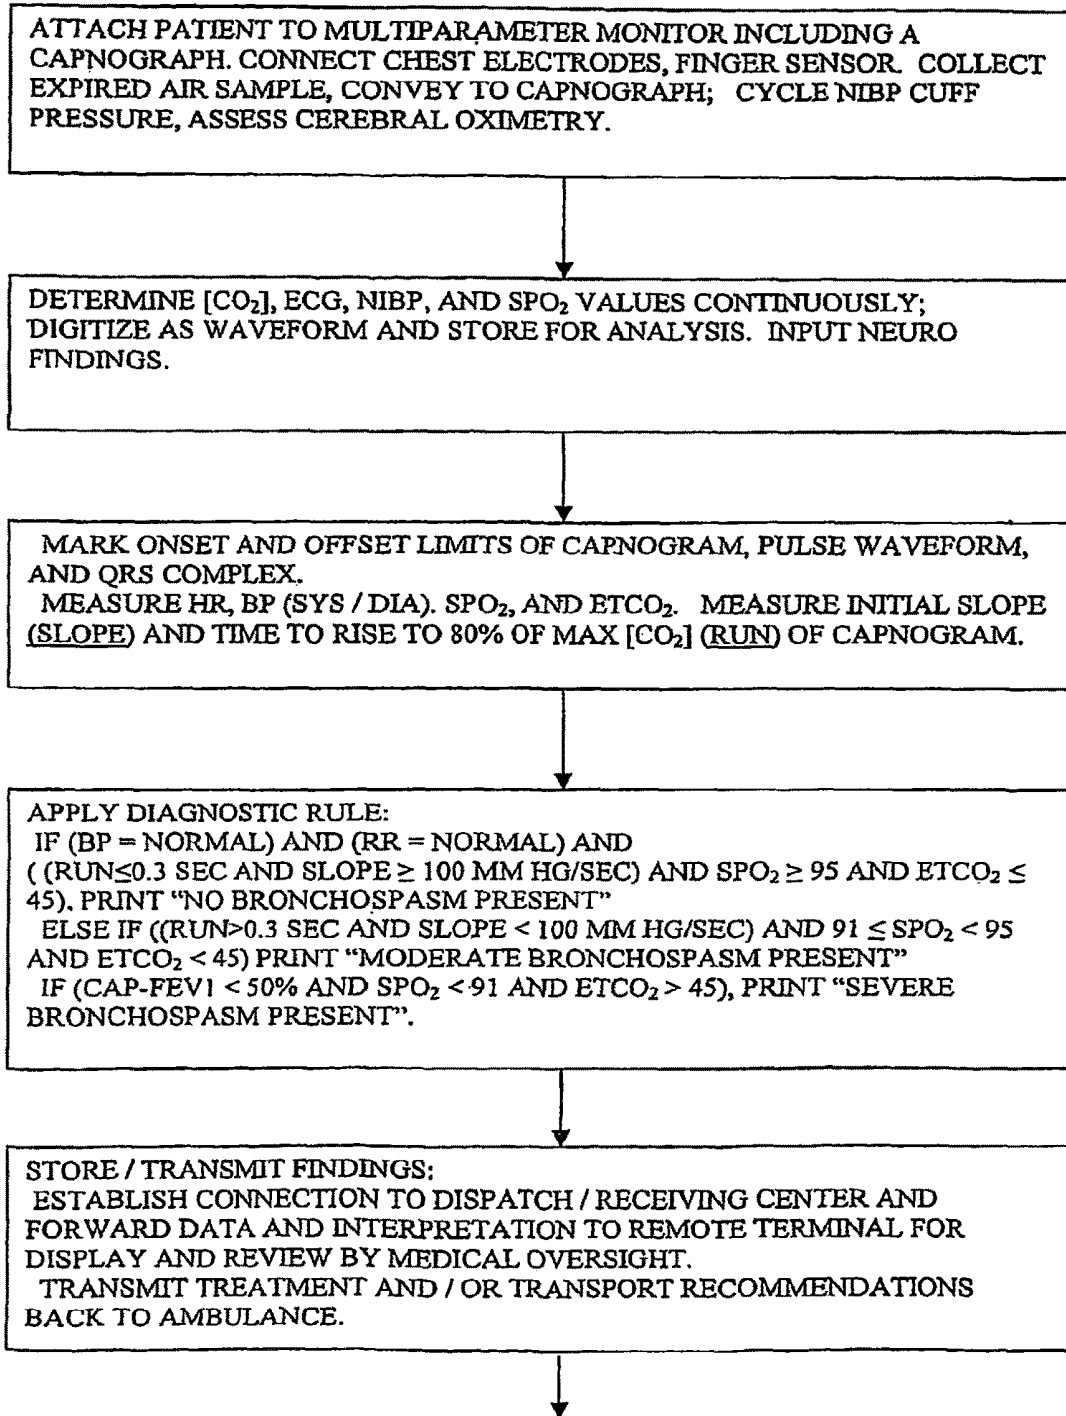 ATTACH PATIENT TO MULTIPARAMETER MONITOR INCLUDING A
CAPNOGRAPH. CONNECT CHEST ELECTRODES, FINGER SENSOR. COLLECT
EXPIRED AIR SAMPLE, CONVEY TO CAPNOGRAPH; CYCLE NIBP CUFF
PRESSURE, ASSESS CEREBRAL OXIMETRY.
DETERMINE [CO₂], ECG, NIBP, AND SPO₂ VALUES CONTINUOUSLY;
DIGITIZE AS WAVEFORM AND STORE FOR ANALYSIS. INPUT NEURO
FINDINGS.
MARK ONSET AND OFFSET LIMITS OF CAPNOGRAM, PULSE WAVEFORM,
AND QRS COMPLEX.
MEASURE HR, BP (SYS / DIA). SPO₂, AND ETCO₂. MEASURE INITIAL SLOPE
(SLOPE) AND TIME TO RISE TO 80% OF MAX [CO₂] (RUN) OF CAPNOGRAM.
APPLY DIAGNOSTIC RULE:
IF (BP = NORMAL) AND (RR = NORMAL) AND
( (RUN≤0.3 SEC AND SLOPE ≥ 100 MM HG/SEC) AND SPO₂ ≥ 95 AND ETCO₂ ≤
45), PRINT “NO BRONCHOSPASM PRESENT”
ELSE IF ((RUN>0.3 SEC AND SLOPE < 100 MM HG/SEC) AND 91 ≤ SPO₂ < 95
AND ETCO₂ < 45) PRINT “MODERATE BRONCHOSPASM PRESENT”
IF (CAP-FEV1 < 50% AND SPO₂ < 91 AND ETCO₂ > 45), PRINT “SEVERE
BRONCHOSPASM PRESENT”.
STORE / TRANSMIT FINDINGS:
ESTABLISH CONNECTION TO DISPATCH / RECEIVING CENTER AND
FORWARD DATA AND INTERPRETATION TO REMOTE TERMINAL FOR
DISPLAY AND REVIEW BY MEDICAL OVERSIGHT.
TRANSMIT TREATMENT AND / OR TRANSPORT RECOMMENDATIONS
BACK TO AMBULANCE.